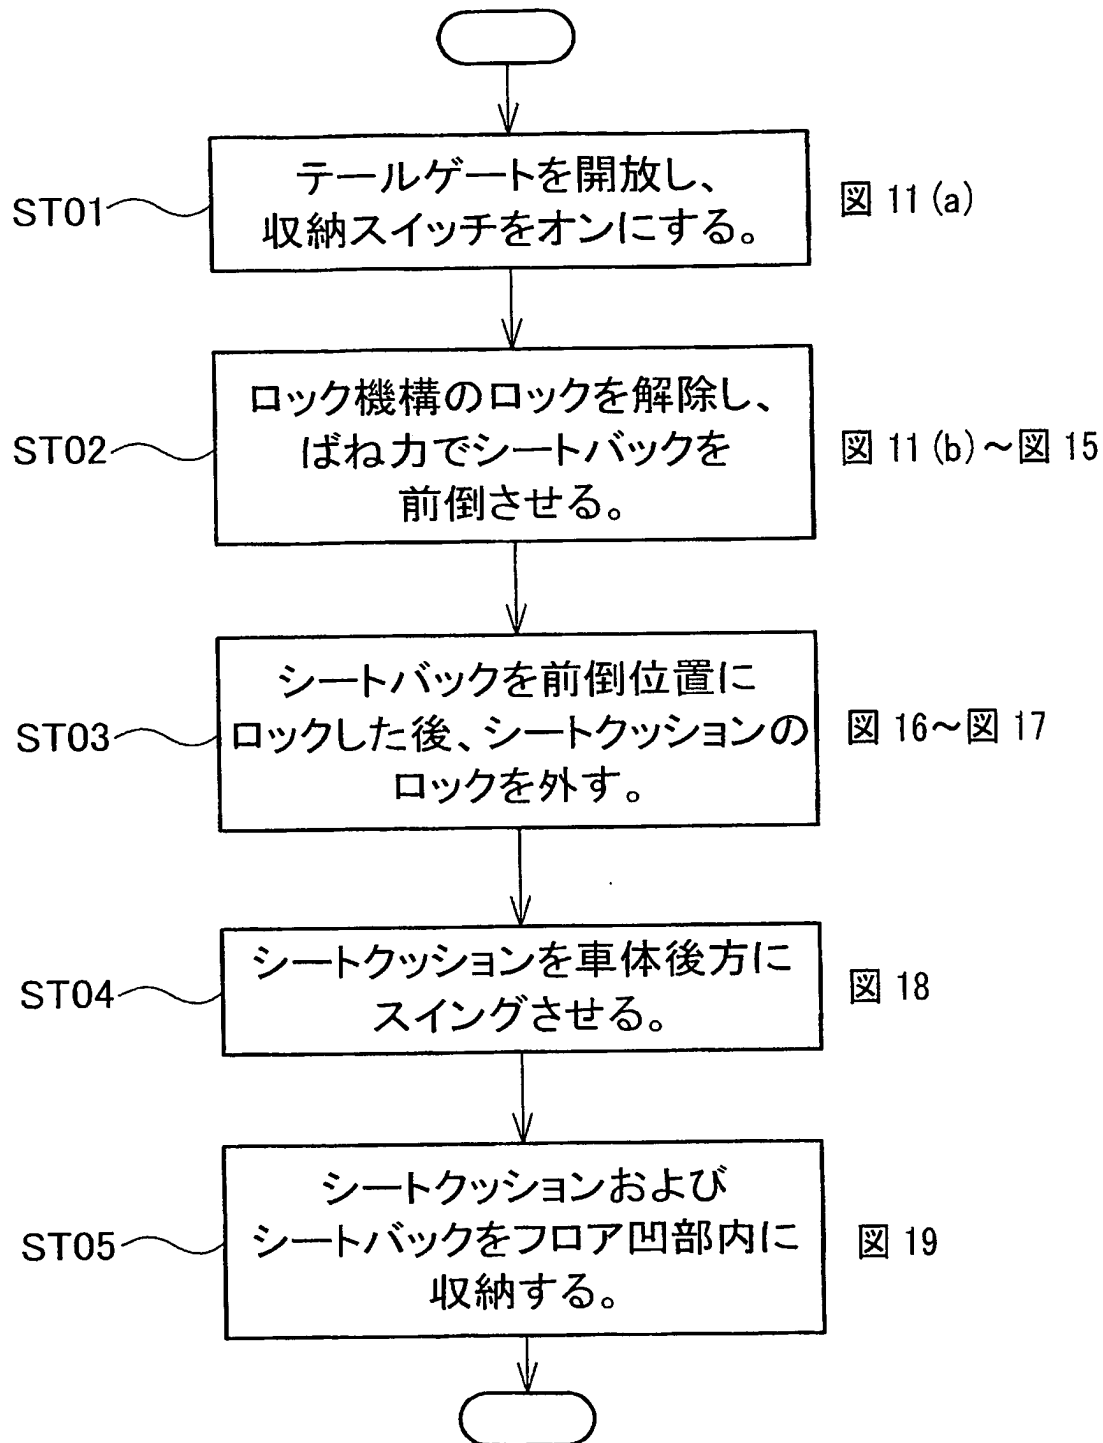 ST01
テールゲートを開放し、
収納スイッチをオンにする。
図 11 (a)
ST02
ロック機構のロックを解除し、
ばね力でシートバックを
前倒させる。
図 11 (b)～図 15
ST03
シートバックを前倒位置に
ロックした後、シートクッションの
ロックを外す。
図 16～図 17
ST04
シートクッションを車体後方に
スイングさせる。
図 18
ST05
シートクッションおよび
シートバックをフロア凹部内に
収納する。
図 19